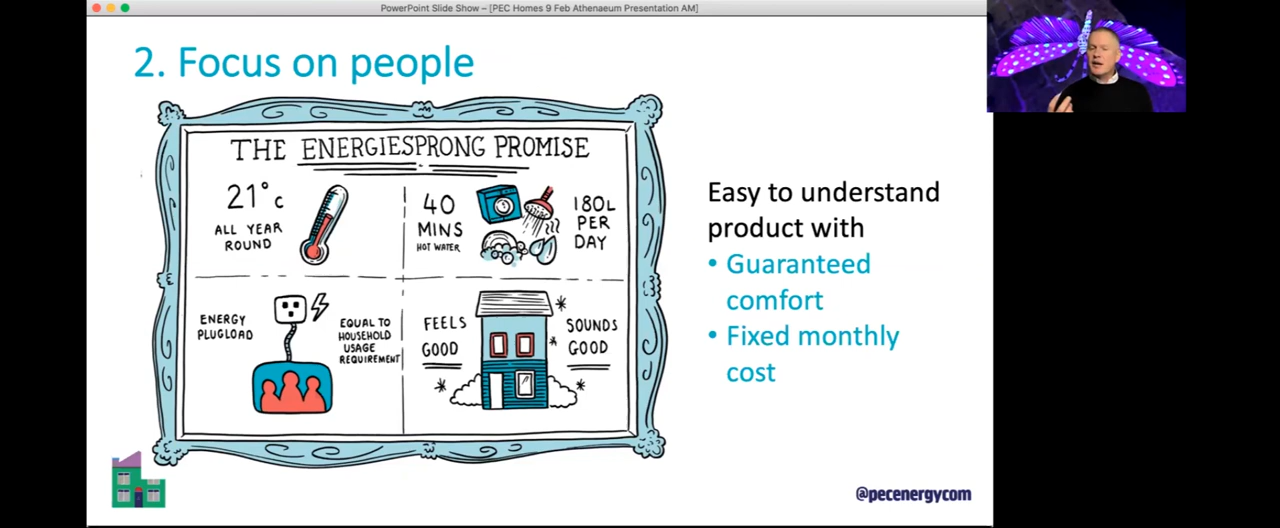 PowerPoint Slide Show – [PEC Homes 9 Feb Athenaeum Presentation AM]
2. Focus on people
THE ENERGIESPRONG PROMISE
21°C
ALL YEAR
ROUND
40
MINS
HOT WATER
180L
PER
DAY
ENERGY
PLUGLOAD
EQUAL TO
HOUSEHOLD
USAGE
REQUIREMENT
FEELS
GOOD
SOUNDS
GOOD
Easy to understand
product with
• Guaranteed
comfort
• Fixed monthly
cost
@pecenergycom